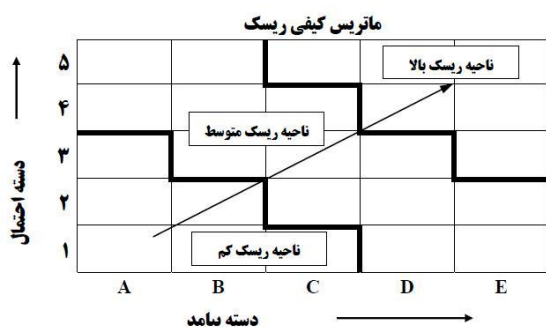 ماتریس کیفی ریسک
۵
ناحیه ریسک بالا
۴
ناحیه ریسک متوسط
۳
۲
۱
ناحیه ریسک کم
دسته احتمال
A B C D E
دسته پیامد